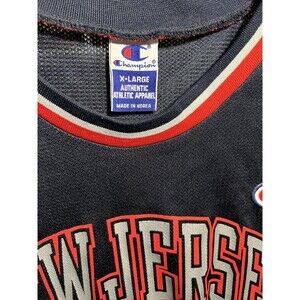 Champion
X-LARGE
AUTHENTIC
ATHLETIC APPAREL
MADE IN KOREA
W JERSE